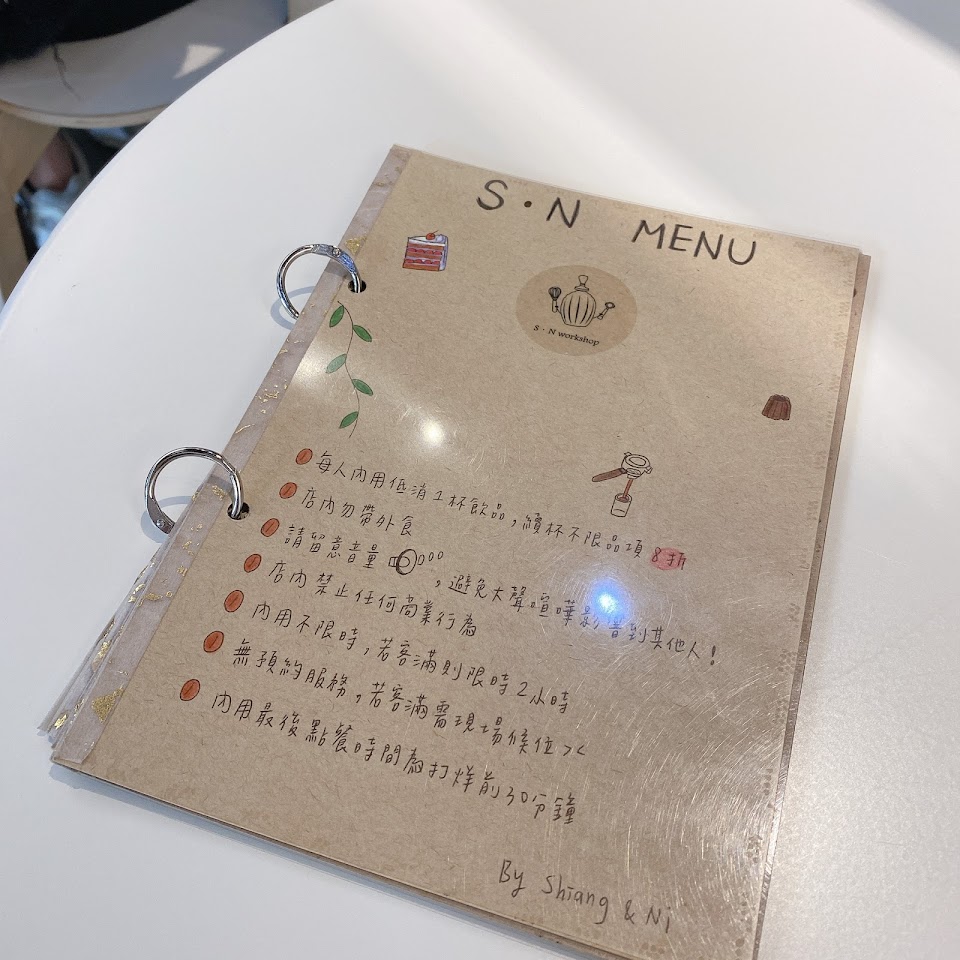 S·N MENU
S·N workshop
每人內用低消1杯飲品,續杯不限品項8折
店內勿帶外食
請留意音量,避免大聲喧嘩影響到其他人!
店內禁止任何商業行為
內用不限時,若客滿則限時2小時
無預約服務,若客滿需現場候位><
內用最後點餐時間為打烊前30分鐘
By Shiang & Ni